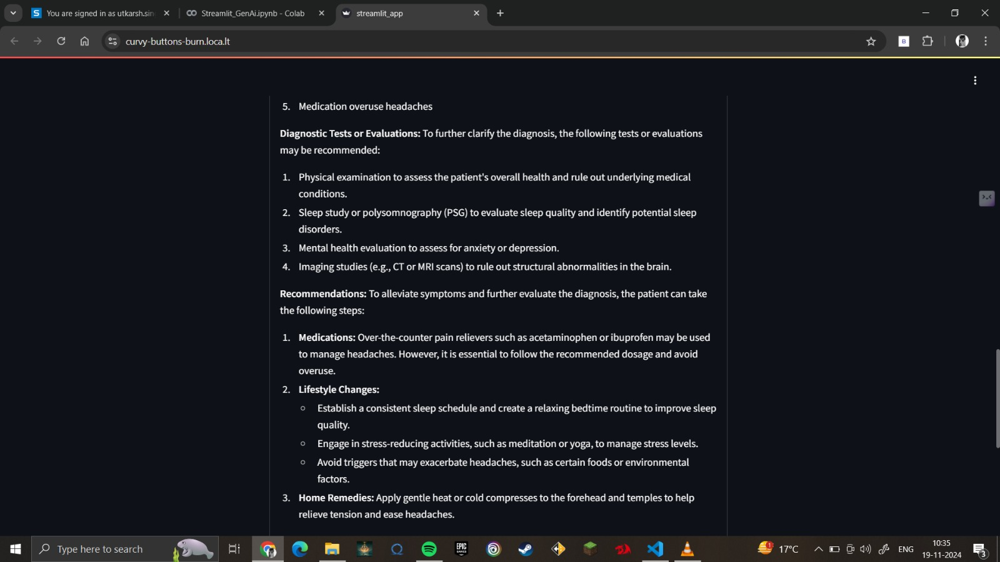 You are signed in as utkarsh.sin
Streamlit_GenAi.ipynb - Colab
streamlit_app
curvy-buttons-burn.loca.lt
B
5. Medication overuse headaches
Diagnostic Tests or Evaluations: To further clarify the diagnosis, the following tests or evaluations
may be recommended:
1. Physical examination to assess the patient's overall health and rule out underlying medical
conditions.
2. Sleep study or polysomnography (PSG) to evaluate sleep quality and identify potential sleep
disorders.
3. Mental health evaluation to assess for anxiety or depression.
4. Imaging studies (e.g., CT or MRI scans) to rule out structural abnormalities in the brain.
Recommendations: To alleviate symptoms and further evaluate the diagnosis, the patient can take
the following steps:
1. Medications: Over-the-counter pain relievers such as acetaminophen or ibuprofen may be used
to manage headaches. However, it is essential to follow the recommended dosage and avoid
overuse.
2. Lifestyle Changes:
Establish a consistent sleep schedule and create a relaxing bedtime routine to improve sleep
quality.
Engage in stress-reducing activities, such as meditation or yoga, to manage stress levels.
Avoid triggers that may exacerbate headaches, such as certain foods or environmental
factors.
3. Home Remedies: Apply gentle heat or cold compresses to the forehead and temples to help
relieve tension and ease headaches.
Type here to search
EPIC
GAMES
1
17°C
ENG
10:35
19-11-2024
3